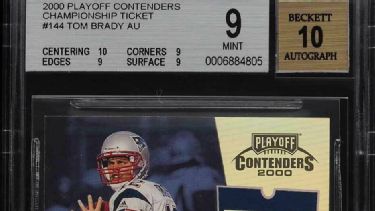 2000 PLAYOFF CONTENDERS
CHAMPIONSHIP TICKET
#144 TOM BRADY AU
CENTERING 10 CORNERS 9
EDGES 9 SURFACE 9
9
MINT
0006884805
BECKETT
10
AUTOGRAPH
PLAYOFF
CONTENDERS
2000